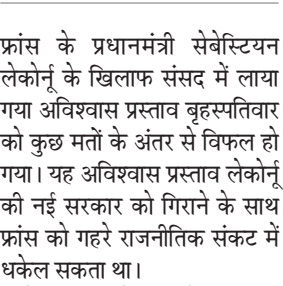 फ्रांस के प्रधानमंत्री सेबेस्टियन
लेकोर्नू के खिलाफ संसद में लाया
गया अविश्वास प्रस्ताव बृहस्पतिवार
को कुछ मतों के अंतर से विफल हो
गया। यह अविश्वास प्रस्ताव लेकोर्नू
की नई सरकार को गिराने के साथ
फ्रांस को गहरे राजनीतिक संकट में
धकेल सकता था।